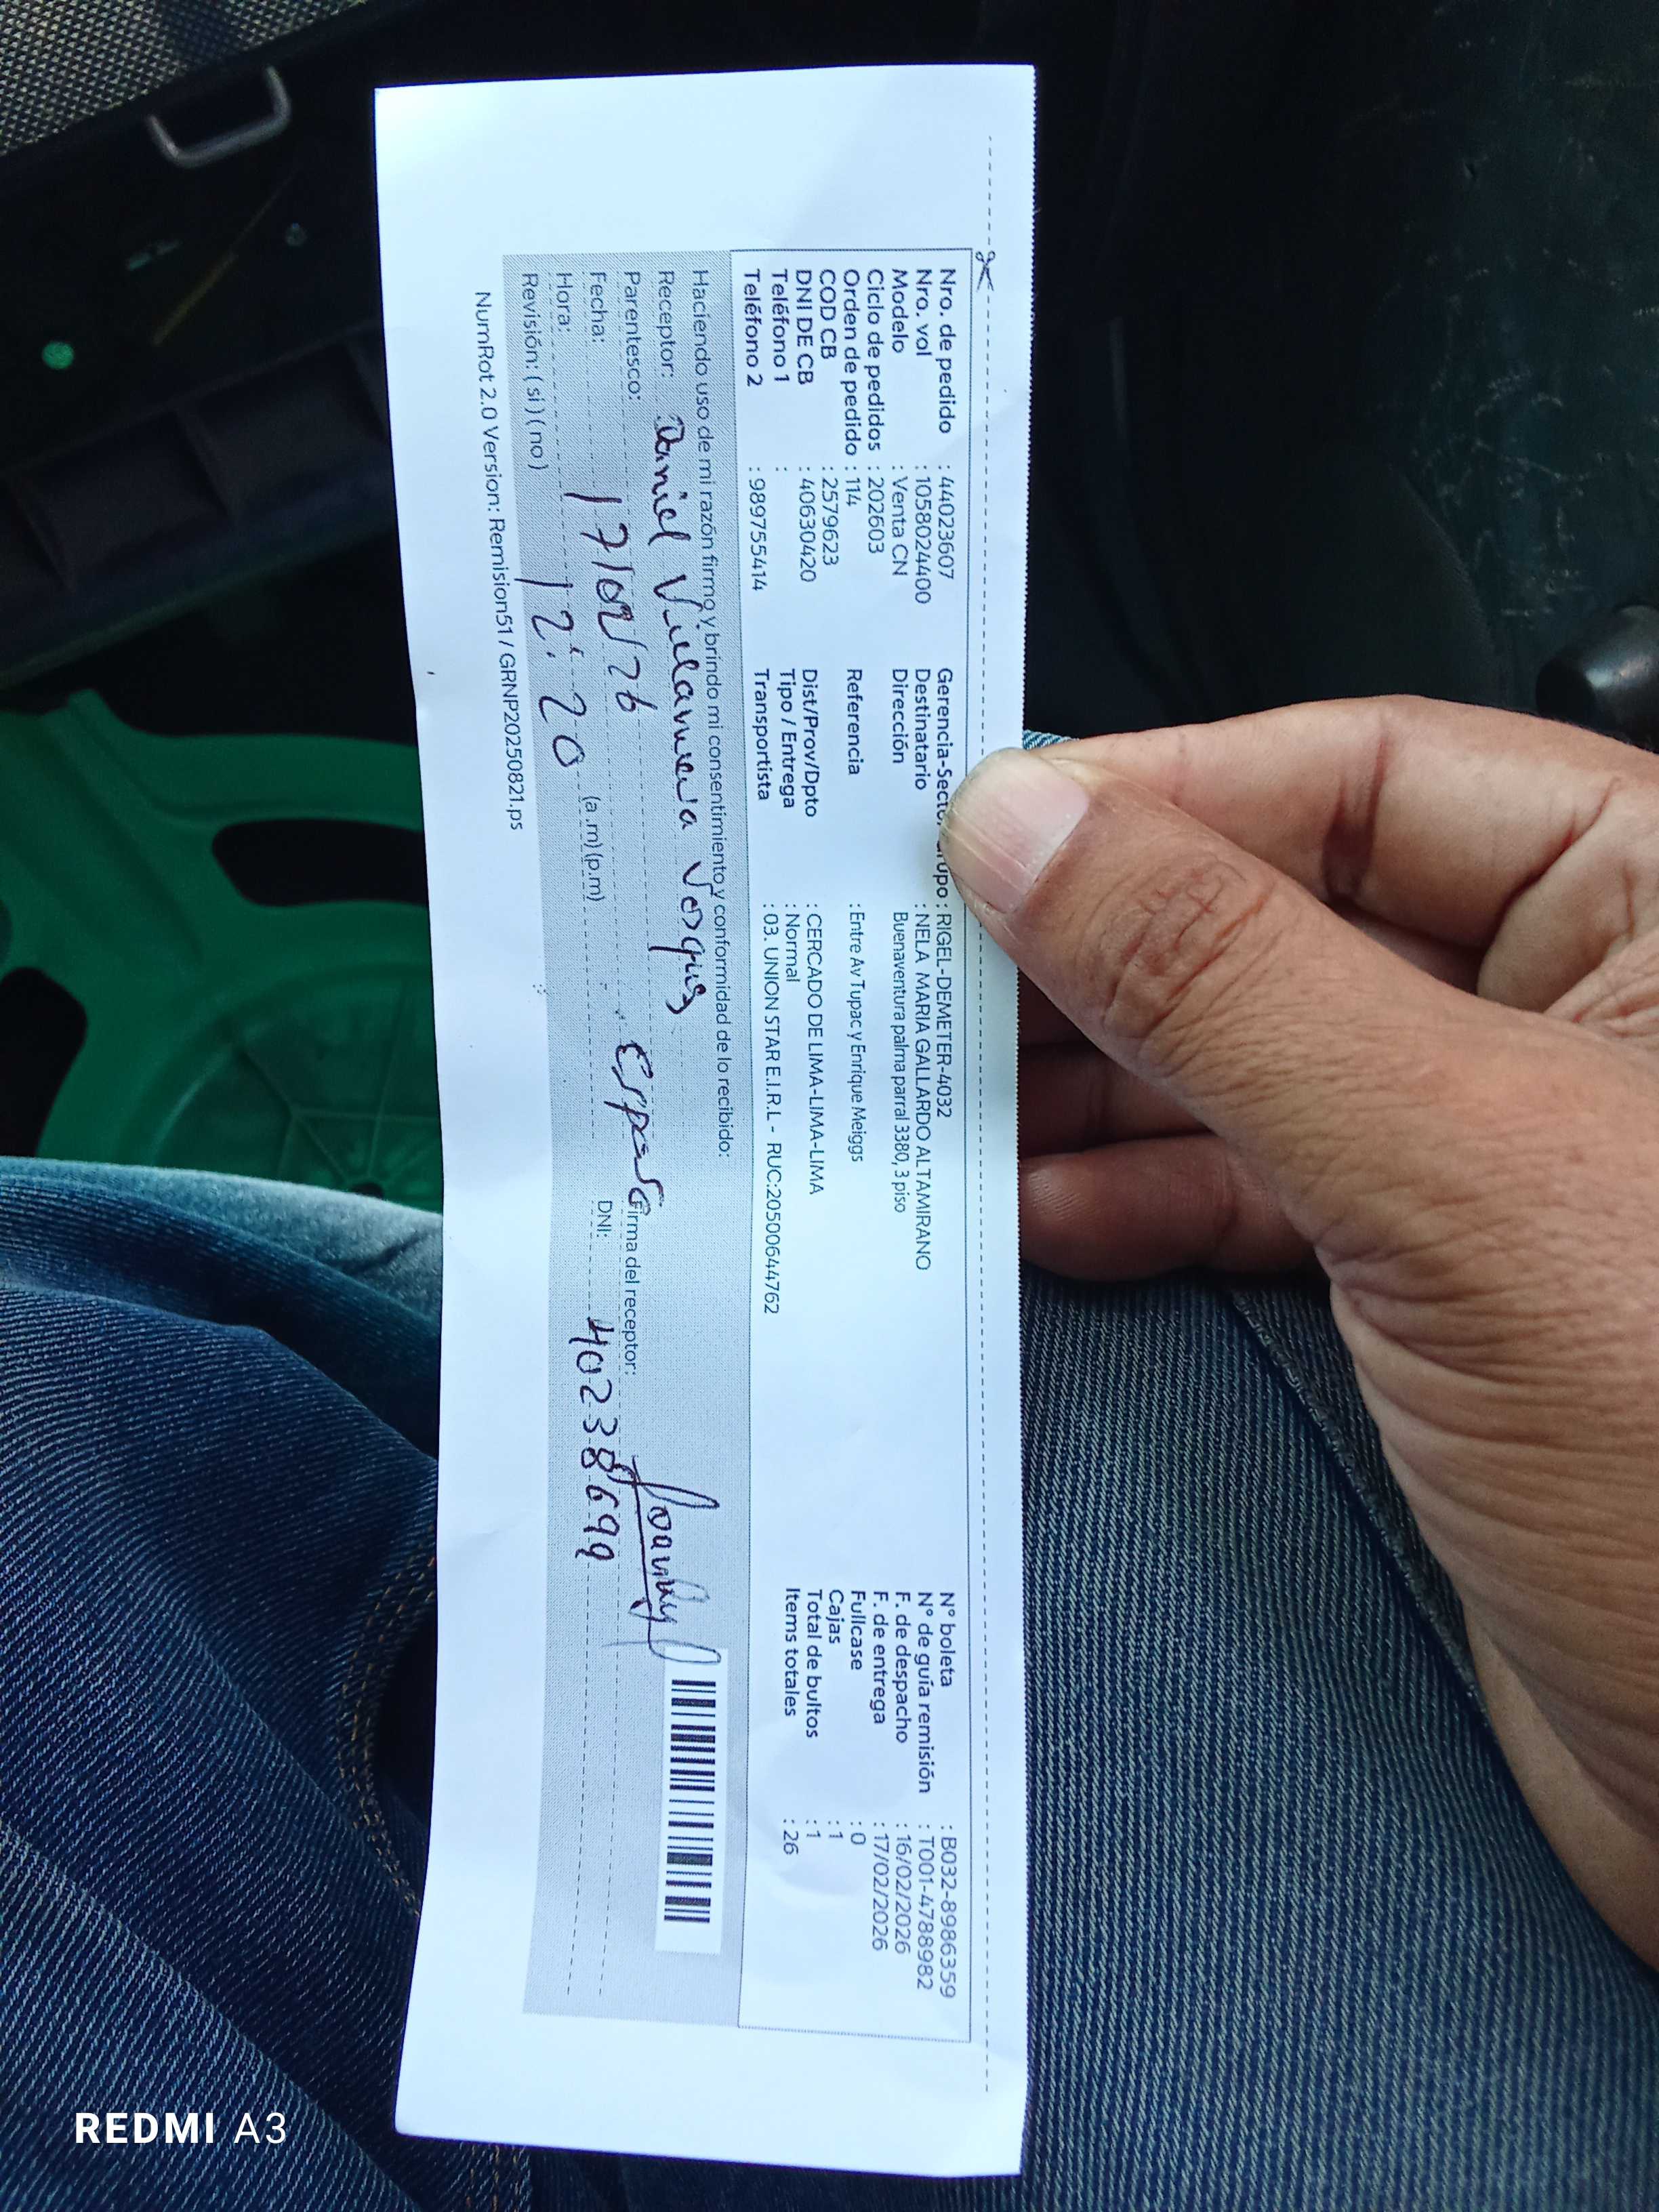 Nro. de pedido : 44023607
Nro. vol : 1058024400
Modelo : Venta CN
Ciclo de pedidos : 202603
Orden de pedido : 114
COD CB : 2579623
DNI DE CB : 40630420
Teléfono 1 :
Teléfono 2 : 989755414
Gerencia-Sector upo : RIGEL-DEMETER-4032
Destinatario : NELA MARIA GALLARDO ALTAMIRANO
Dirección Buenaventura palma parral 3380, 3 piso
Referencia : Entre Av Tupac y Enrique Meiggs
Dist/Prov/Dpto : CERCADO DE LIMA-LIMA-LIMA
Tipo / Entrega : Normal
Transportista : 03. UNION STAR E.I.R.L - RUC:20500644762
N° boleta : B032-8986359
N° de guía remisión : T001-4788982
F. de despacho : 16/02/2026
F. de entrega : 17/02/2026
Fullcase : 0
Cajas : 1
Total de bultos : 1
Items totales : 26
Haciendo uso de mi razón firmo y brindo mi consentimiento y conformidad de lo recibido:
Receptor: Daniel Villanueva
Parentesco: Esposo Firma del receptor:
Fecha: 17/02/26 DNI: 40238699
Hora: 12:20 (a.m) (p.m)
Revisión: ( sí ) ( no )
NumRot 2.0 Version: Remision51 / GRNP20250821.ps
REDMI A3